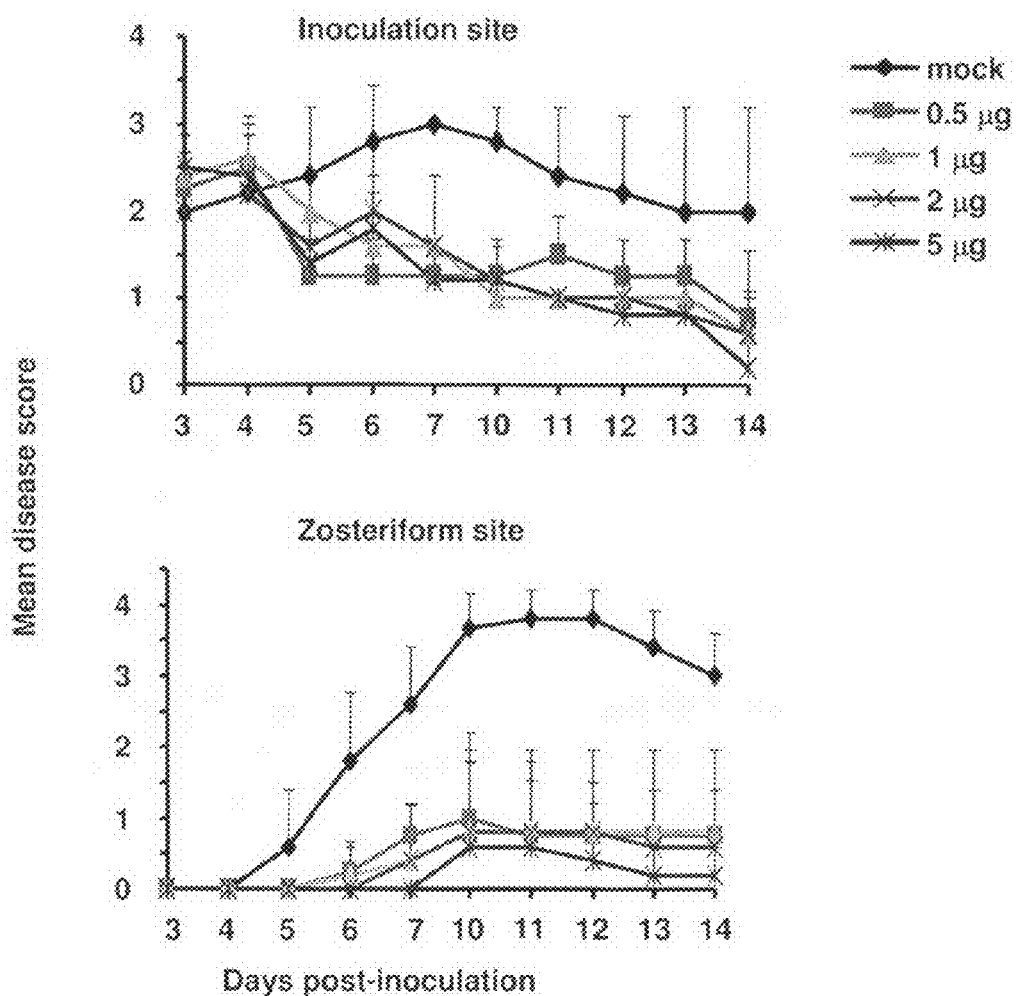 Inoculation site
4
3
2
1
0
3 4 5 6 7 10 11 12 13 14
mock
0.5 µg
1 µg
2 µg
5 µg
Mean disease score
Zosteriform site
4
3
2
1
0
3 4 5 6 7 10 11 12 13 14
Days post-inoculation